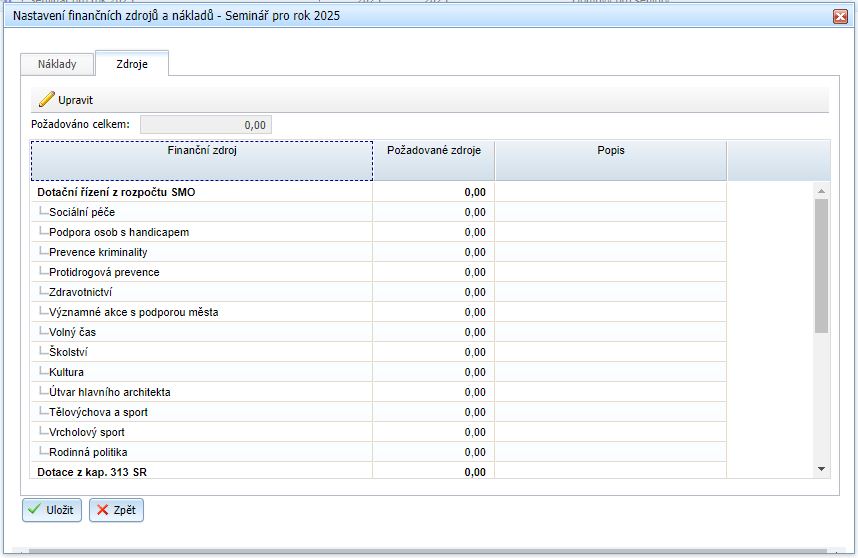 Nastavení finančních zdrojů a nákladů - Seminář pro rok 2025
Náklady Zdroje
Upravit
Požadováno celkem: 0,00
Finanční zdroj Požadované zdroje Popis
Dotační řízení z rozpočtu SMO 0,00
Sociální péče 0,00
Podpora osob s handicapem 0,00
Prevence kriminality 0,00
Protidrogová prevence 0,00
Zdravotnictví 0,00
Významné akce s podporou města 0,00
Volný čas 0,00
Školství 0,00
Kultura 0,00
Útvar hlavního architekta 0,00
Tělovýchova a sport 0,00
Vrcholový sport 0,00
Rodinná politika 0,00
Dotace z kap. 313 SR 0,00
Uložit Zpět